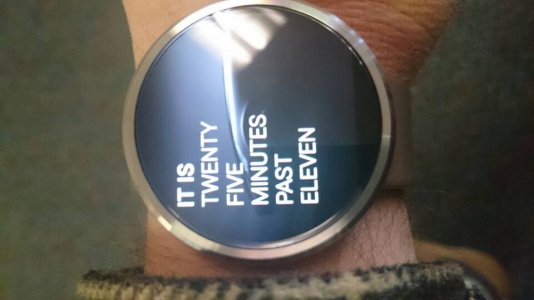 IT IS
TWENTY
FIVE
MINUTES
PAST
ELEVEN